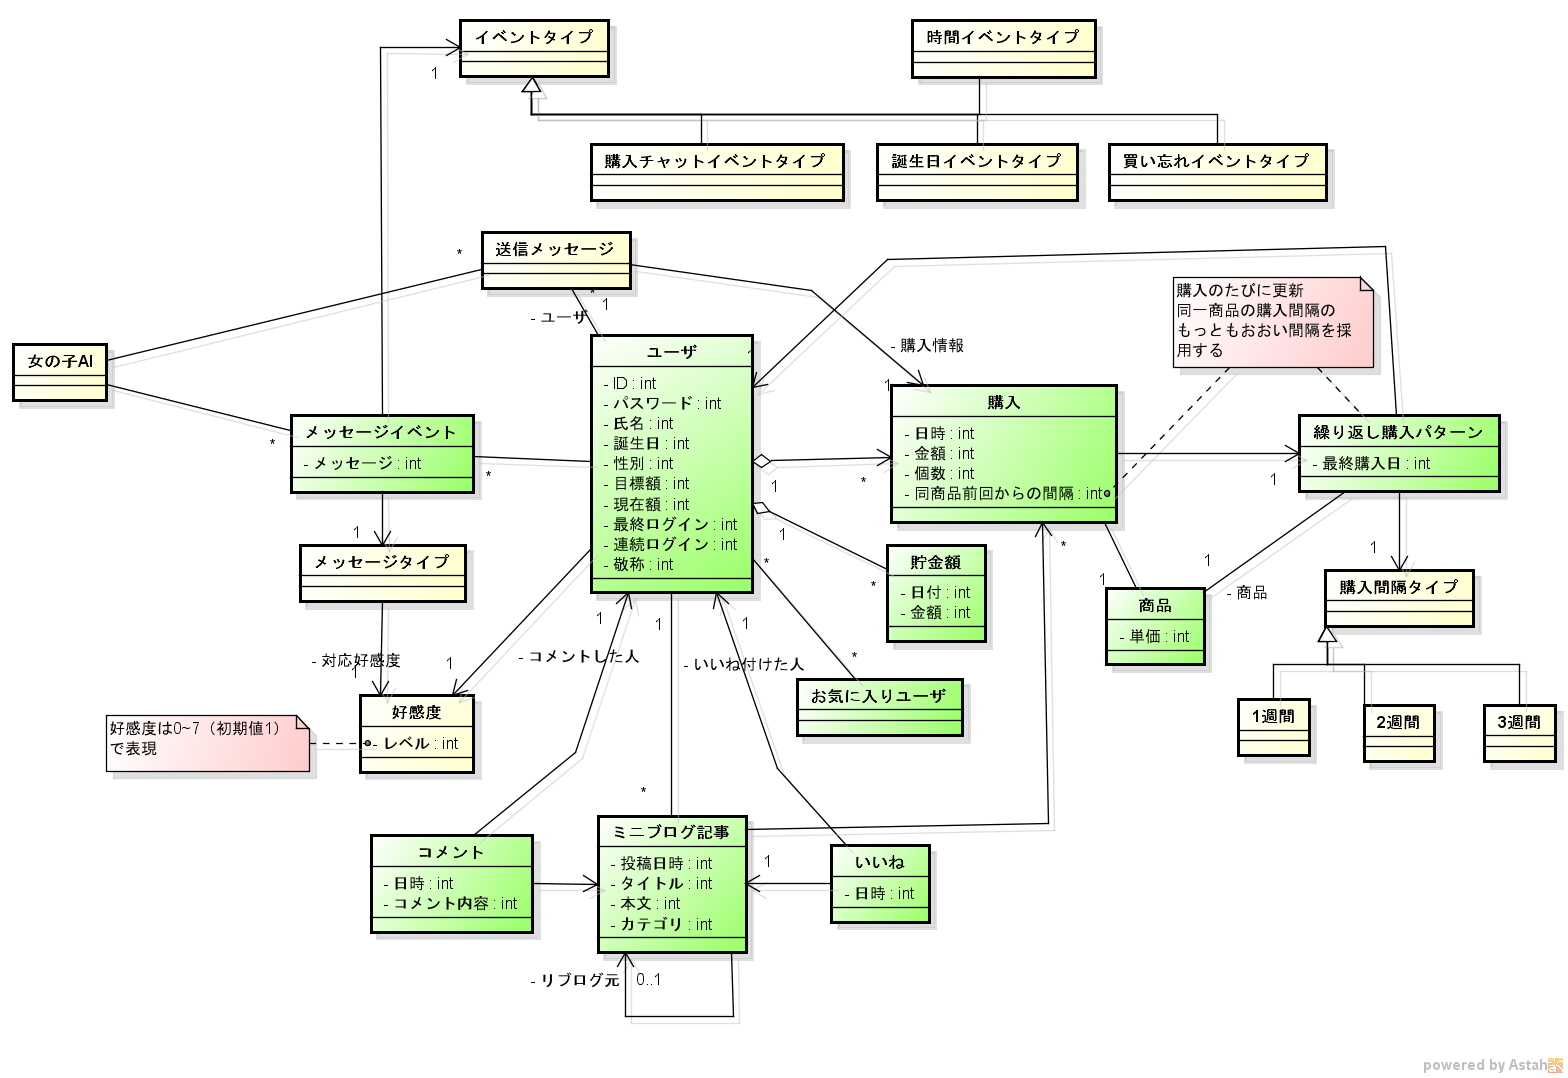 イベントタイプ
時間イベントタイプ
1
購入チャットイベントタイプ
誕生日イベントタイプ
買い忘れイベントタイプ
送信メッセージ
*
*
1
- ユーザ
女の子AI
購入のたびに更新
同一商品の購入間隔の
もっともおおい間隔を採
用する
- 購入情報
1
ユーザ
- ID : int
- パスワード : int
- 氏名 : int
- 誕生日 : int
- 性別 : int
- 目標額 : int
- 現在額 : int
- 最終ログイン : int
- 連続ログイン : int
- 敬称 : int
購入
- 日時 : int
- 金額 : int
- 個数 : int
- 同商品前回からの間隔 : int
繰り返し購入パターン
- 最終購入日 : int
メッセージイベント
- メッセージ : int
*
*
1
*
1
1
*
*
*
1
メッセージタイプ
貯金額
- 日付 : int
- 金額 : int
*
1
1
1
購入間隔タイプ
商品
- 単価 : int
- 商品
- 対応好感度
1
1
1
1
1
- コメントした人
- いいね付けた人
*
お気に入りユーザ
好感度
- レベル : int
好感度は0~7（初期値1）
で表現
1週間
2週間
3週間
*
コメント
- 日時 : int
- コメント内容 : int
ミニブログ記事
- 投稿日時 : int
- タイトル : int
- 本文 : int
- カテゴリ : int
1
いいね
- 日時 : int
- リブログ元
0..1
powered by Astah